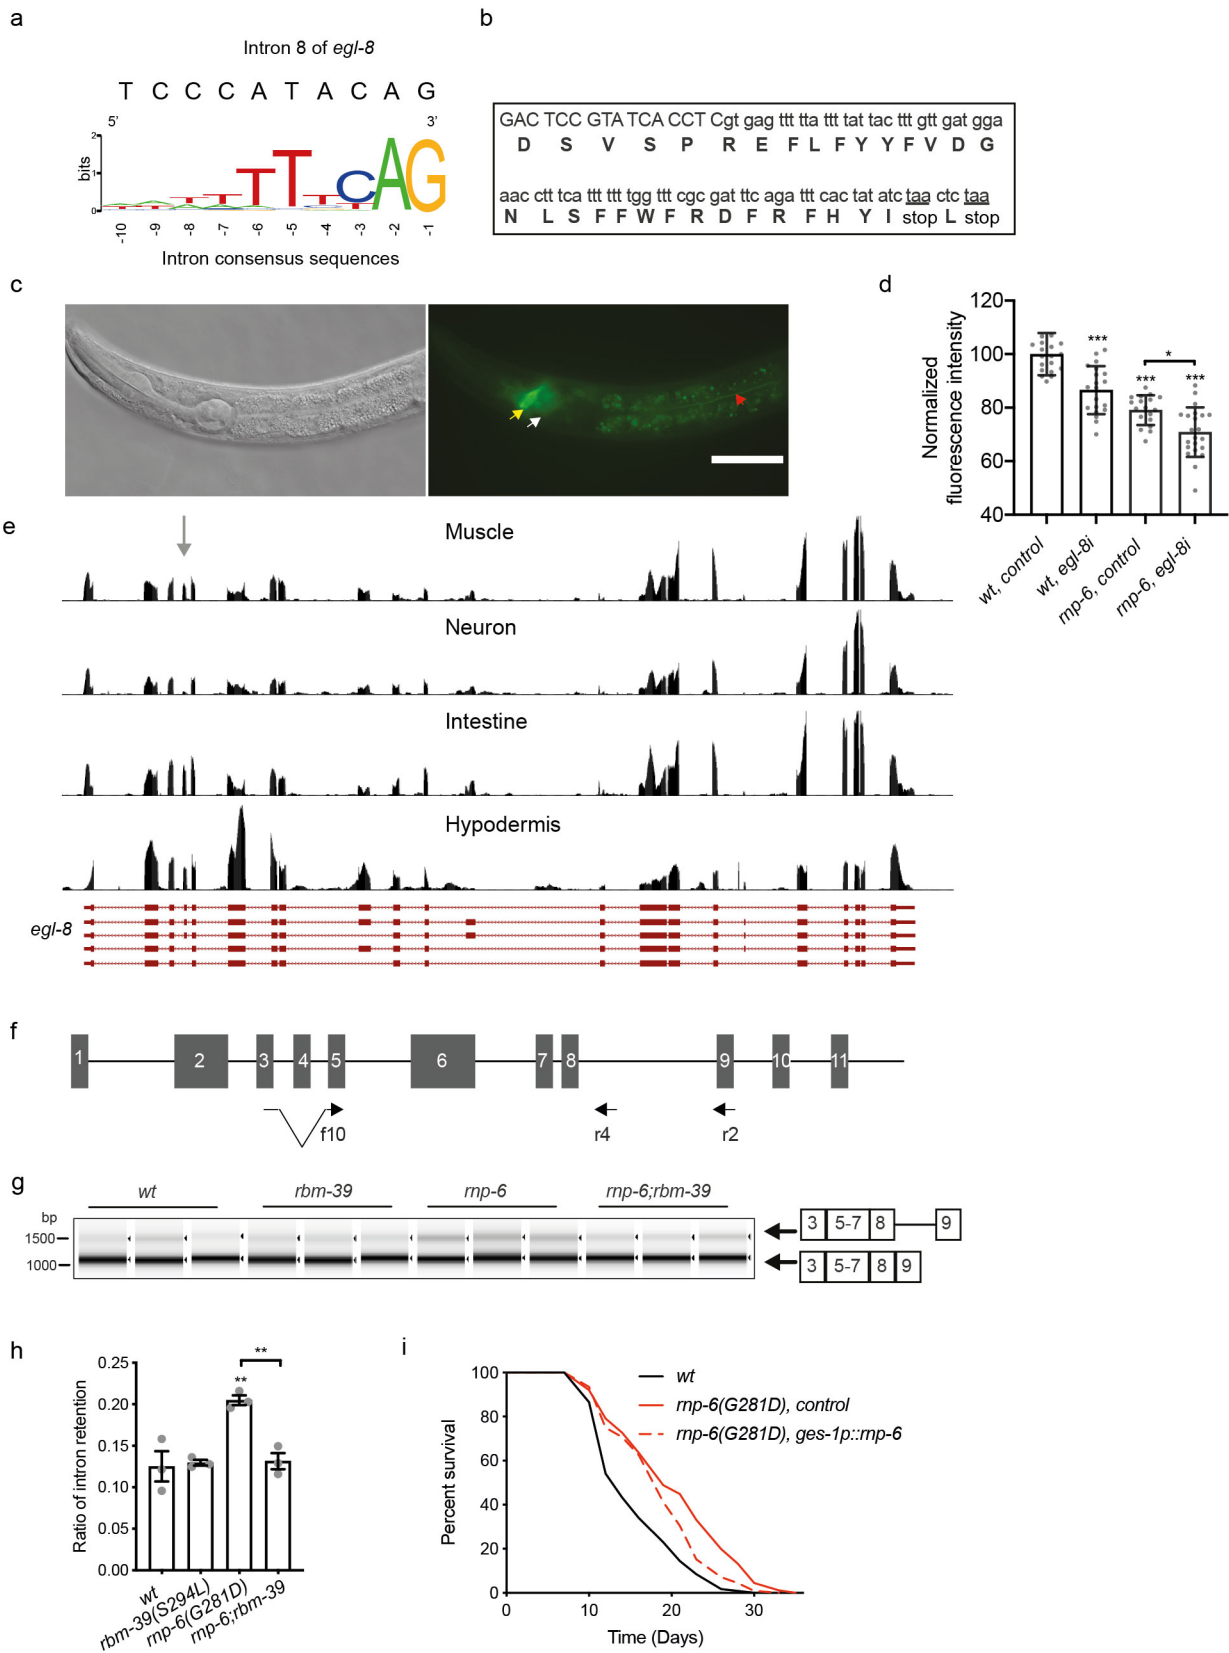 a
Intron 8 of egl-8
T C C C A T A C A G
5' 3'
bits
2
1
0
TTTTCAG
-10 -9 -8 -7 -6 -5 -4 -3 -2 -1
Intron consensus sequences
b
GAC TCC GTA TCA CCT Cgt gag ttt tta ttt tat tac ttt gtt gat gga
D S V S P R E F L F Y Y F V D G
aac ctt tca ttt ttt tgg ttt cgc gat ttc aga ttt cac tat atc taa ctc taa
N L S F F W F R D F R F H Y I stop L stop
c
d
Normalized
fluorescence intensity
120
100
80
60
40
***
***
*
***
wt, control
wt, egl-8i
rnp-6, control
rnp-6, egl-8i
e
Muscle
Neuron
Intestine
Hypodermis
egl-8
f
1 2 3 4 5 6 7 8 9 10 11
f10 r4 r2
g
wt rbm-39 rnp-6 rnp-6;rbm-39
bp
1500
1000
3 5-7 8 9
3 5-7 8 9
h
Ratio of intron retention
0.25
0.20
0.15
0.10
0.05
0.00
**
**
wt
rbm-39(S294L)
rnp-6(G281D)
rnp-6;rbm-39
i
Percent survival
100
80
60
40
20
0
wt
rnp-6(G281D), control
rnp-6(G281D), ges-1p::rnp-6
0 10 20 30
Time (Days)